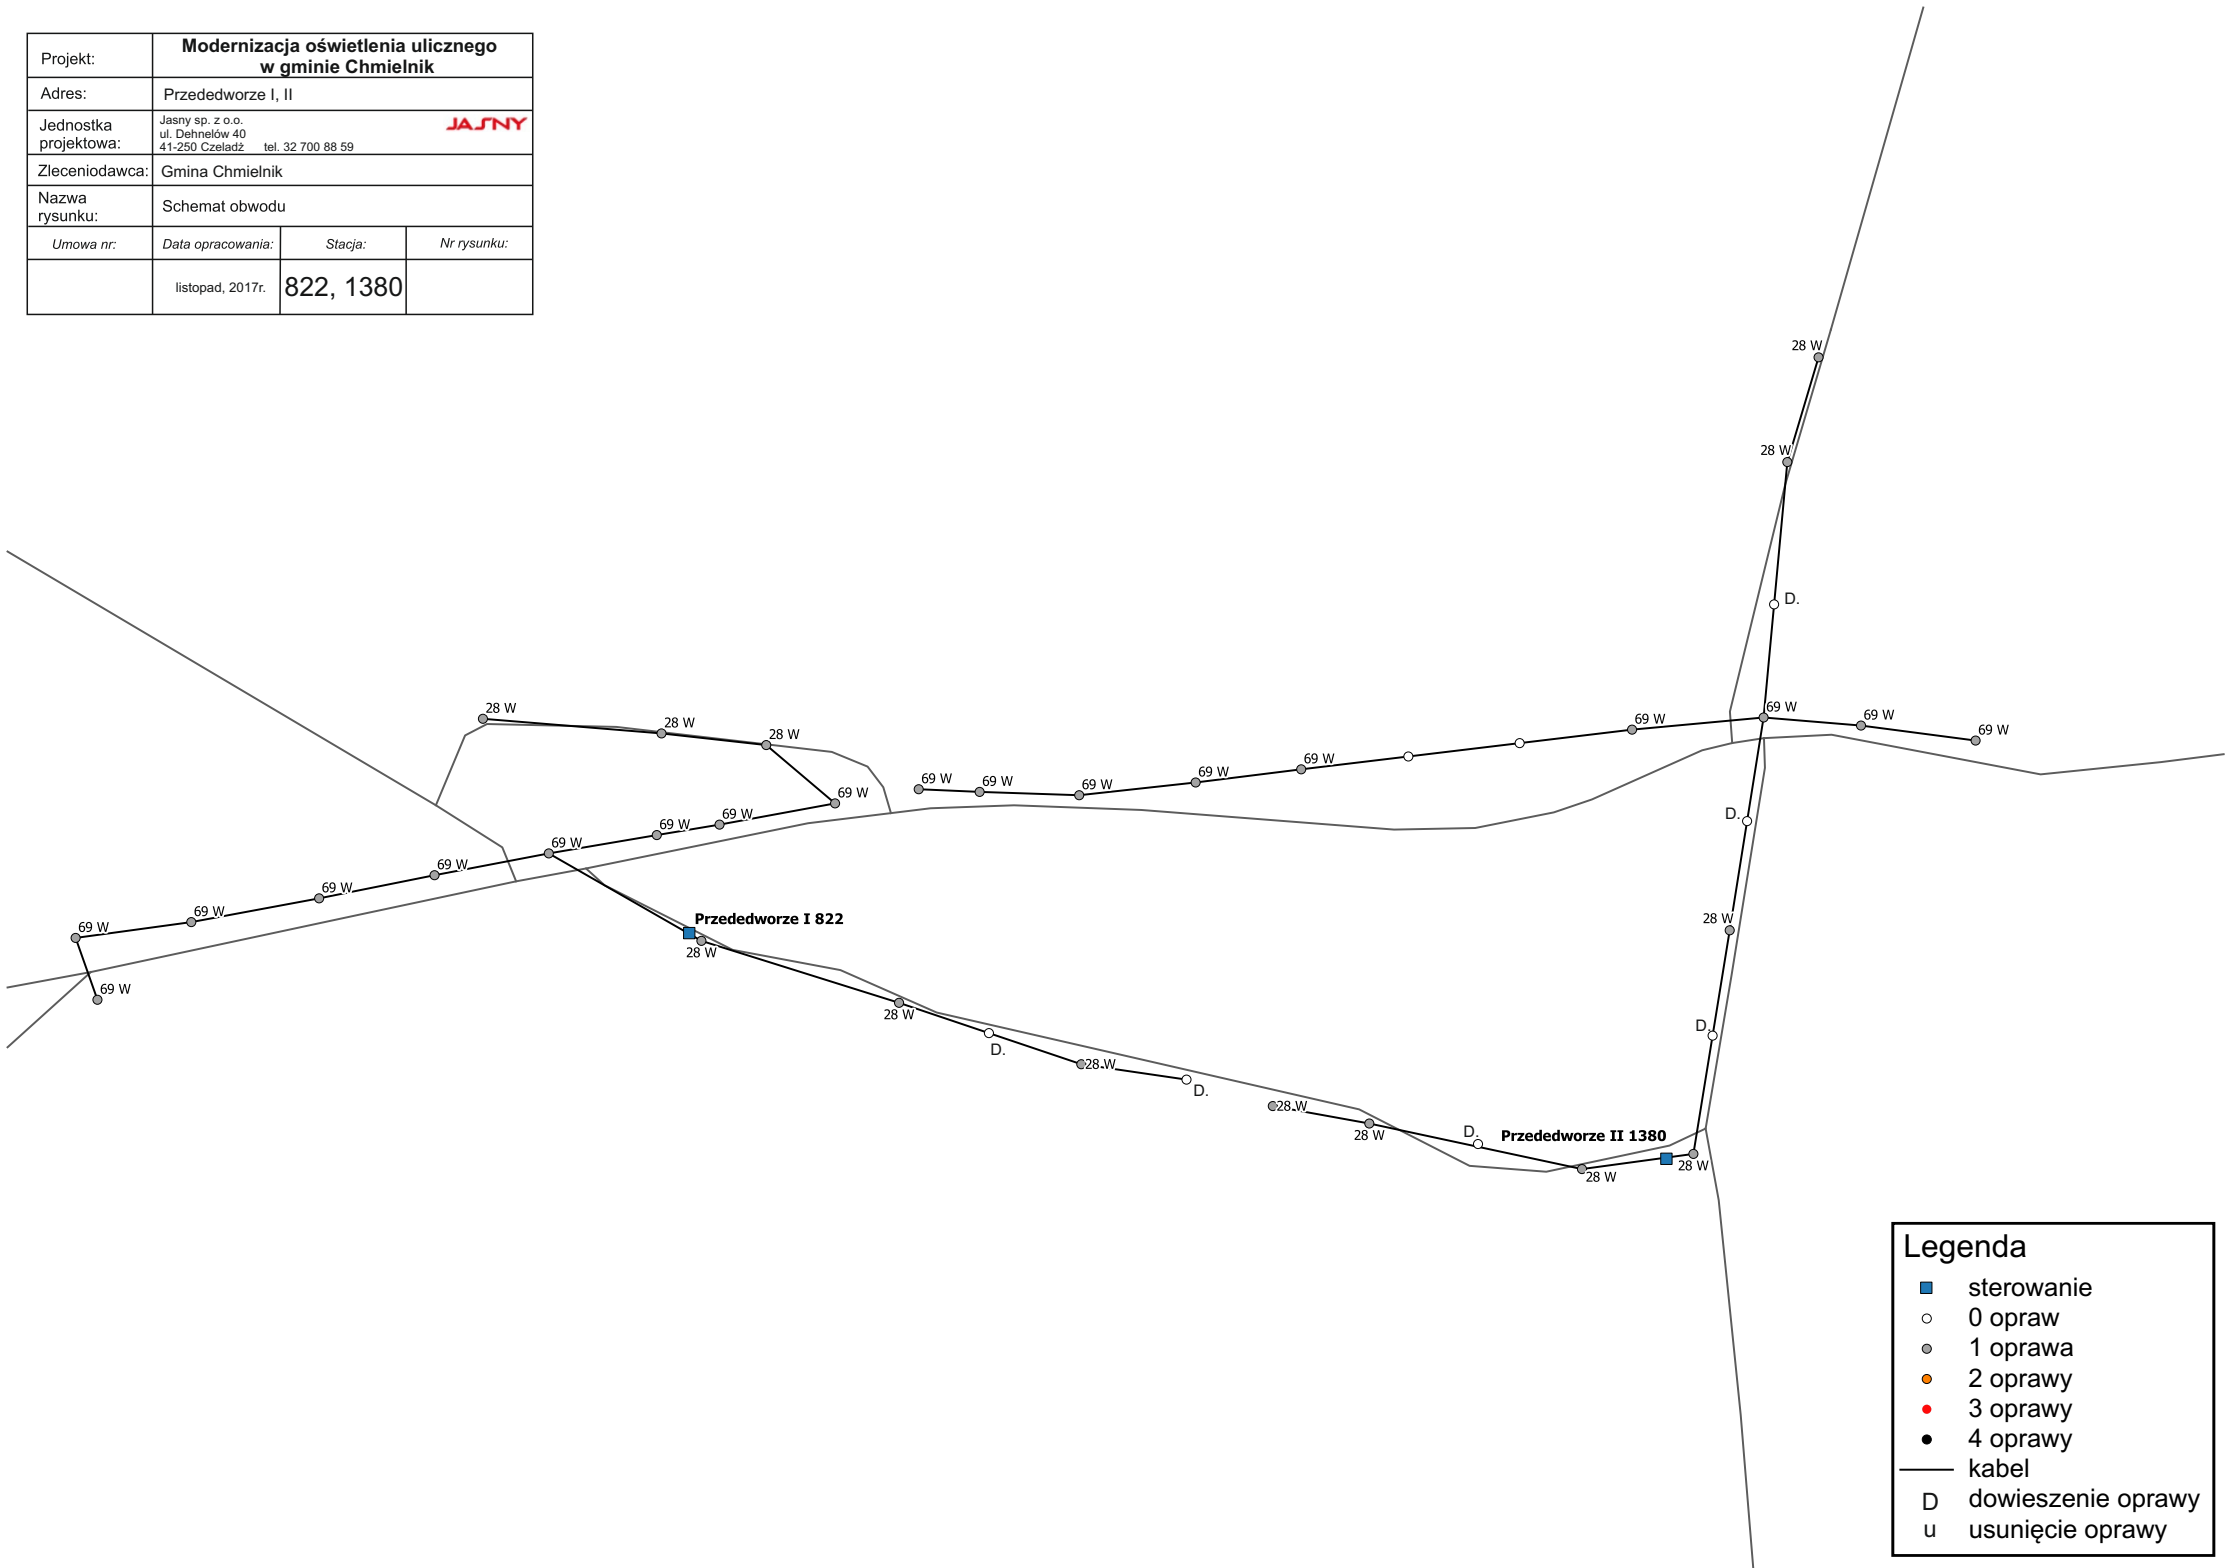 Projekt:
Modernizacja oświetlenia ulicznego
w gminie Chmielnik
Adres:
Przededworze I, II
Jednostka
projektowa:
Jasny sp. z o.o.
ul. Dehnelów 40
41-250 Czeladż tel. 32 700 88 59
JASNY
Zleceniodawca:
Gmina Chmielnik
Nazwa
rysunku:
Schemat obwodu
Umowa nr:
Data opracowania:
Stacja:
Nr rysunku:
listopad, 2017r.
822, 1380
28 W
28 W
D.
28 W
28 W
28 W
69 W
69 W
69 W
69 W
69 W
69 W
69 W
69 W
69 W
69 W
69 W
69 W
D.
69 W
69 W
69 W
69 W
69 W
69 W
69 W
Przededworze I 822
28 W
28 W
69 W
28 W
D.
D.
28 W
D.
28 W
28 W
D.
Przededworze II 1380
28 W
28 W
Legenda
sterowanie
0 opraw
1 oprawa
2 oprawy
3 oprawy
4 oprawy
kabel
D dowieszenie oprawy
u usunięcie oprawy